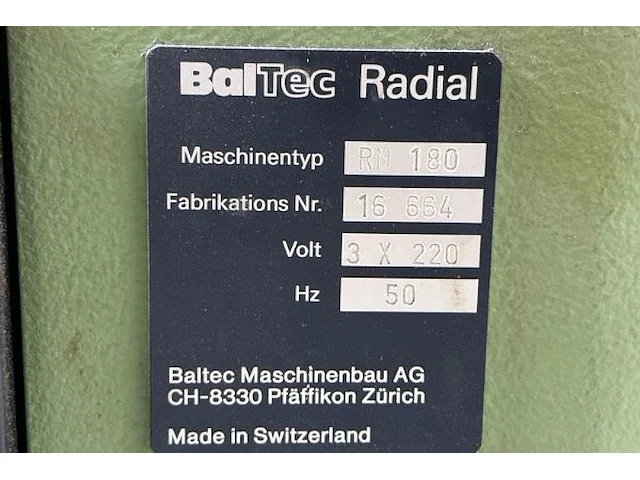 BalTec Radial
Maschinentyp RN 180
Fabrikations Nr. 16 664
Volt 3 X 220
Hz 50
Baltec Maschinenbau AG
CH-8330 Pfäffikon Zürich
Made in Switzerland